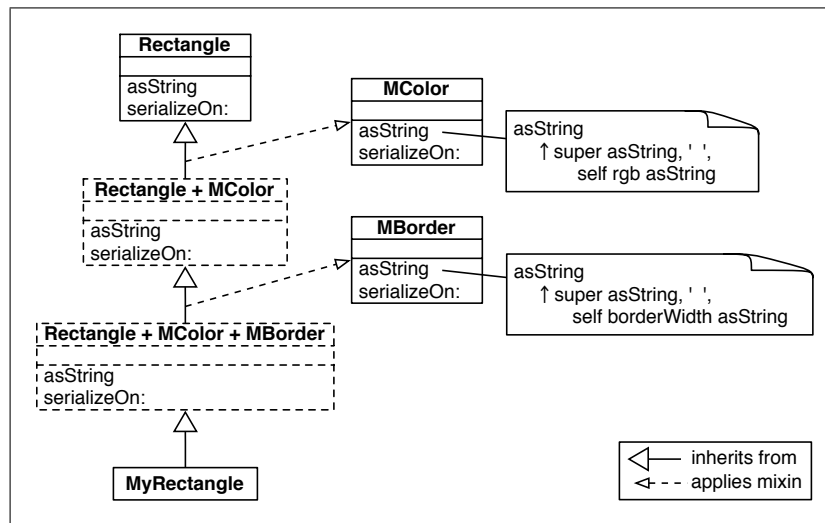 Rectangle
asString
serializeOn:
MColor
asString
serializeOn:
asString
↑ super asString, ' ',
self rgb asString
Rectangle + MColor
asString
serializeOn:
MBorder
asString
serializeOn:
asString
↑ super asString, ' ',
self borderWidth asString
Rectangle + MColor + MBorder
asString
serializeOn:
MyRectangle
inherits from
applies mixin